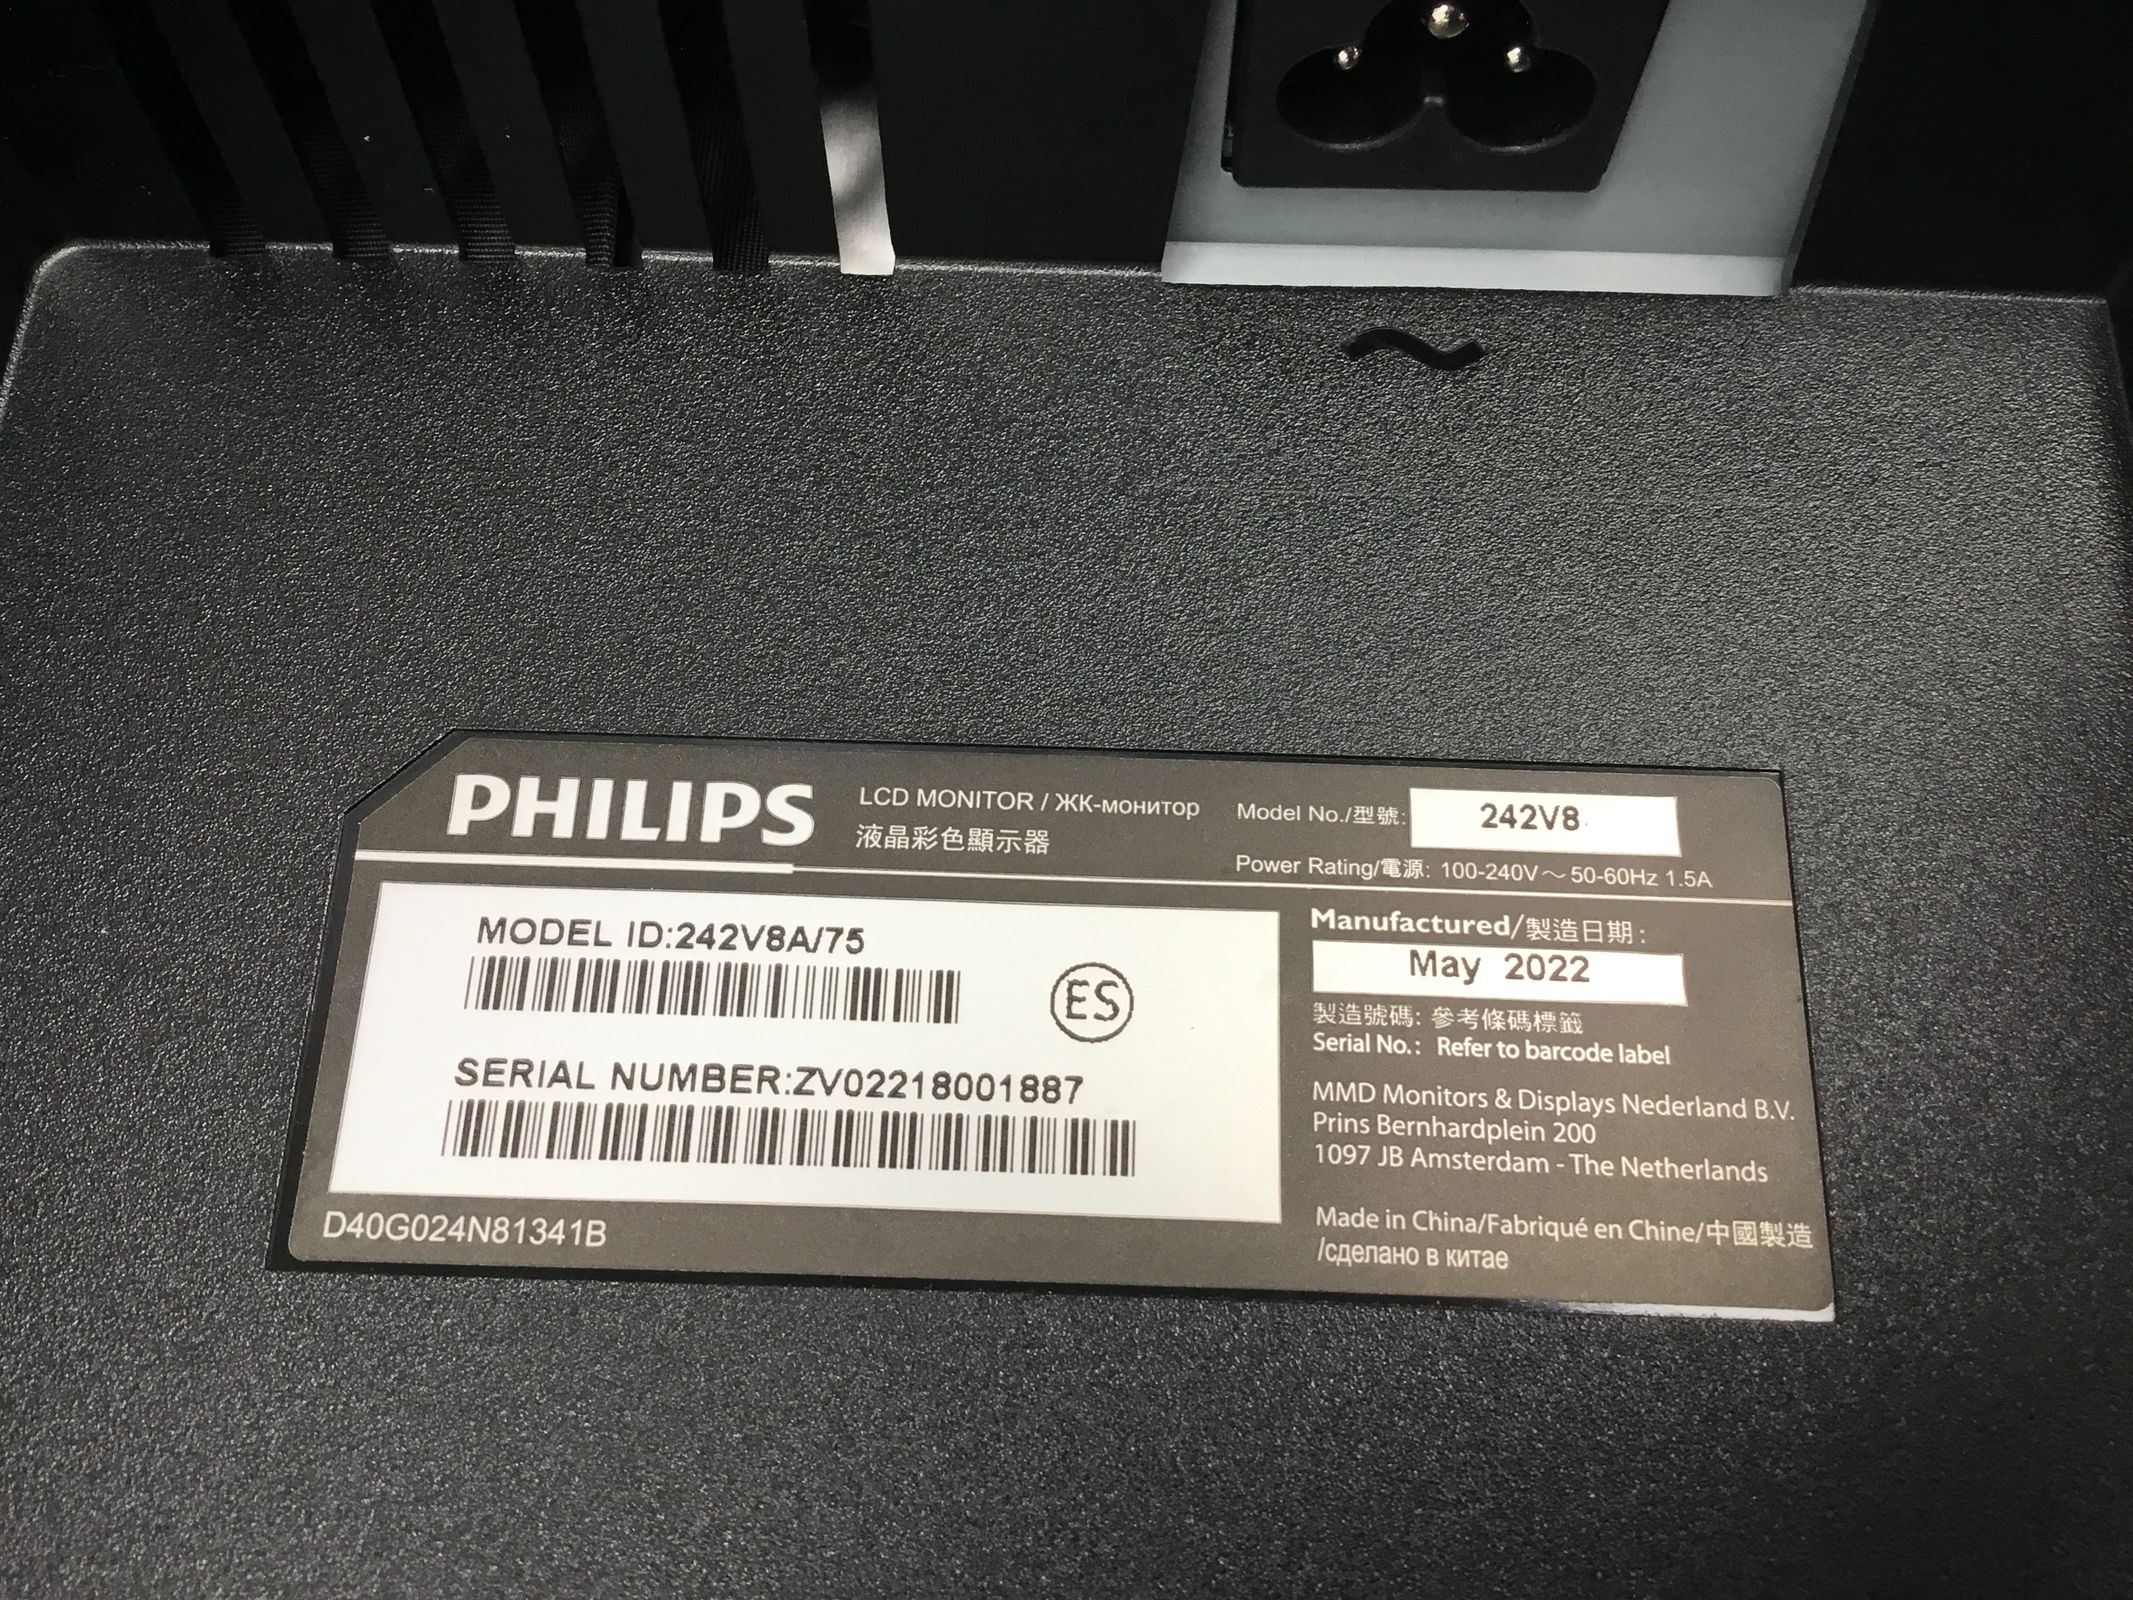 PHILIPS
LCD MONITOR / ЖК-монитор
液晶彩色顯示器
Model No./型號: 242V8
Power Rating/電源: 100-240V～50-60Hz 1.5A
MODEL ID:242V8A/75
ES
SERIAL NUMBER:ZV02218001887
D40G024N81341B
Manufactured/製造日期:
May 2022
製造號碼: 參考條碼標籤
Serial No.: Refer to barcode label
MMD Monitors & Displays Nederland B.V.
Prins Bernhardplein 200
1097 JB Amsterdam - The Netherlands
Made in China/Fabriqué en Chine/中國製造
/сделано в китае